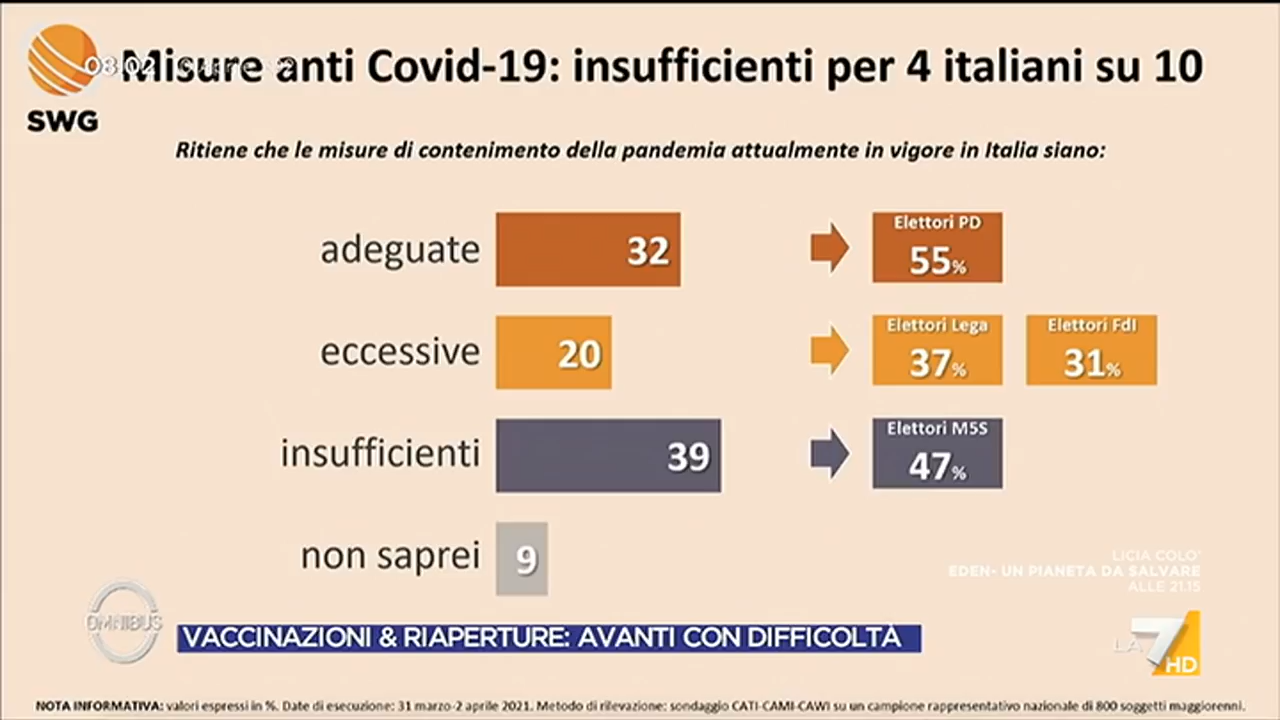 Misure anti Covid-19: insufficienti per 4 italiani su 10
08:02
SWG
Ritiene che le misure di contenimento della pandemia attualmente in vigore in Italia siano:
adeguate 32 Elettori PD 55%
eccessive 20 Elettori Lega 37% Elettori FdI 31%
insufficienti 39 Elettori M5S 47%
non saprei 9
LICIA COLO'
EDEN- UN PIANETA DA SALVARE
ALLE 21.15
OMNIBUS
VACCINAZIONI & RIAPERTURE: AVANTI CON DIFFICOLTÀ
LA 7 HD
NOTA INFORMATIVA: valori espressi in %. Date di esecuzione: 31 marzo-2 aprile 2021. Metodo di rilevazione: sondaggio CATI-CAMI-CAWI su un campione rappresentativo nazionale di 800 soggetti maggiorenni.